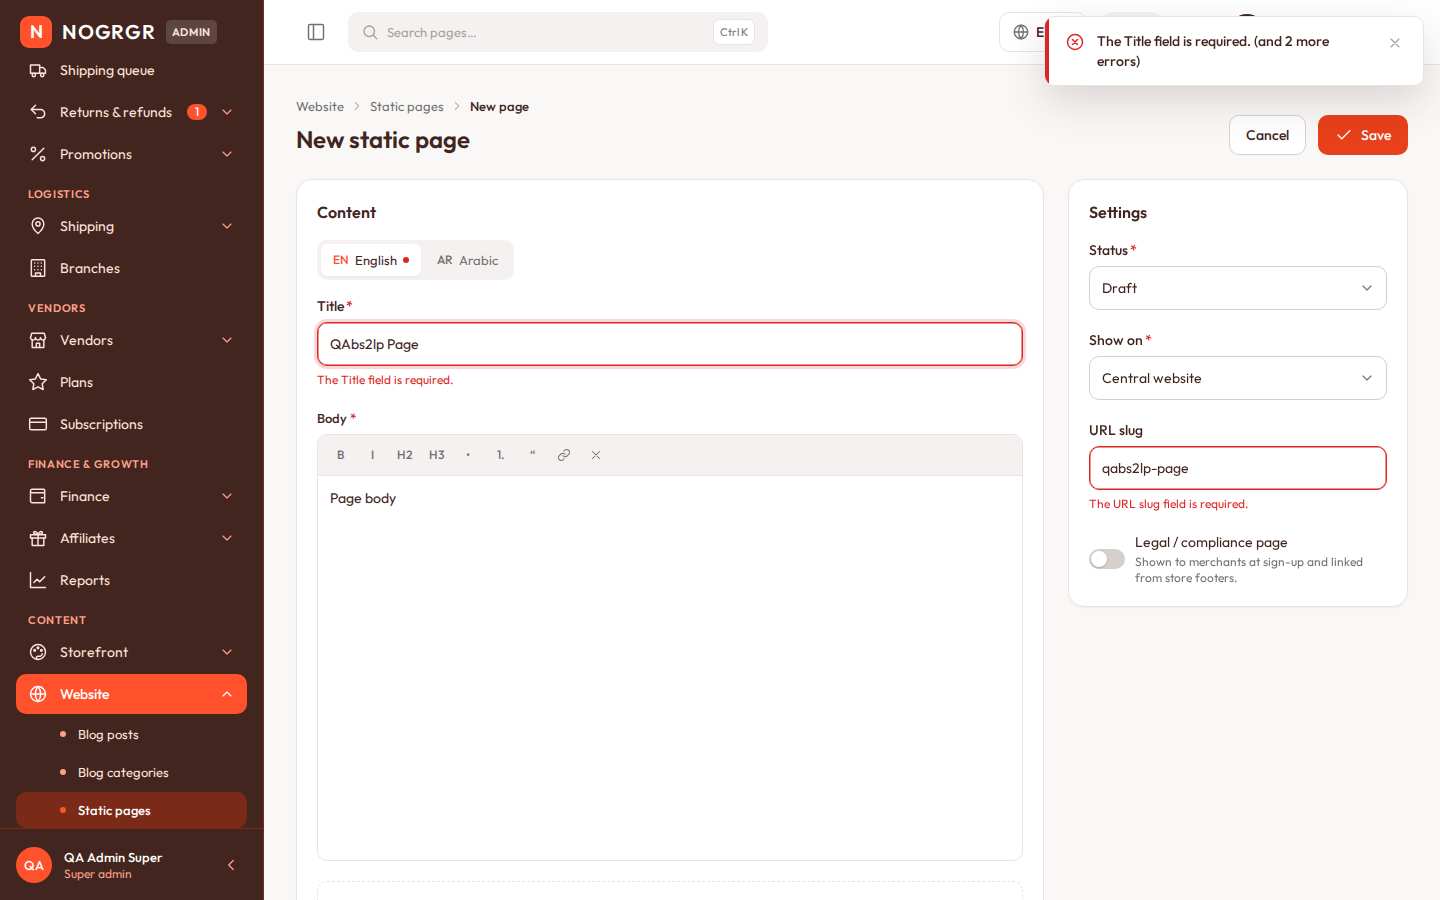 N NOGRGR ADMIN
Shipping queue
Returns & refunds 1
Promotions
LOGISTICS
Shipping
Branches
VENDORS
Vendors
Plans
Subscriptions
FINANCE & GROWTH
Finance
Affiliates
Reports
CONTENT
Storefront
Website
Blog posts
Blog categories
Static pages
QA QA Admin Super
Super admin
Search pages... Ctrl K
The Title field is required. (and 2 more
errors)
Website > Static pages > New page
New static page
Cancel Save
Content
EN English AR Arabic
Title *
QAbs2lp Page
The Title field is required.
Body *
B I H2 H3 • 1. “
Page body
Settings
Status *
Draft
Show on *
Central website
URL slug
qabs2lp-page
The URL slug field is required.
Legal / compliance page
Shown to merchants at sign-up and linked
from store footers.